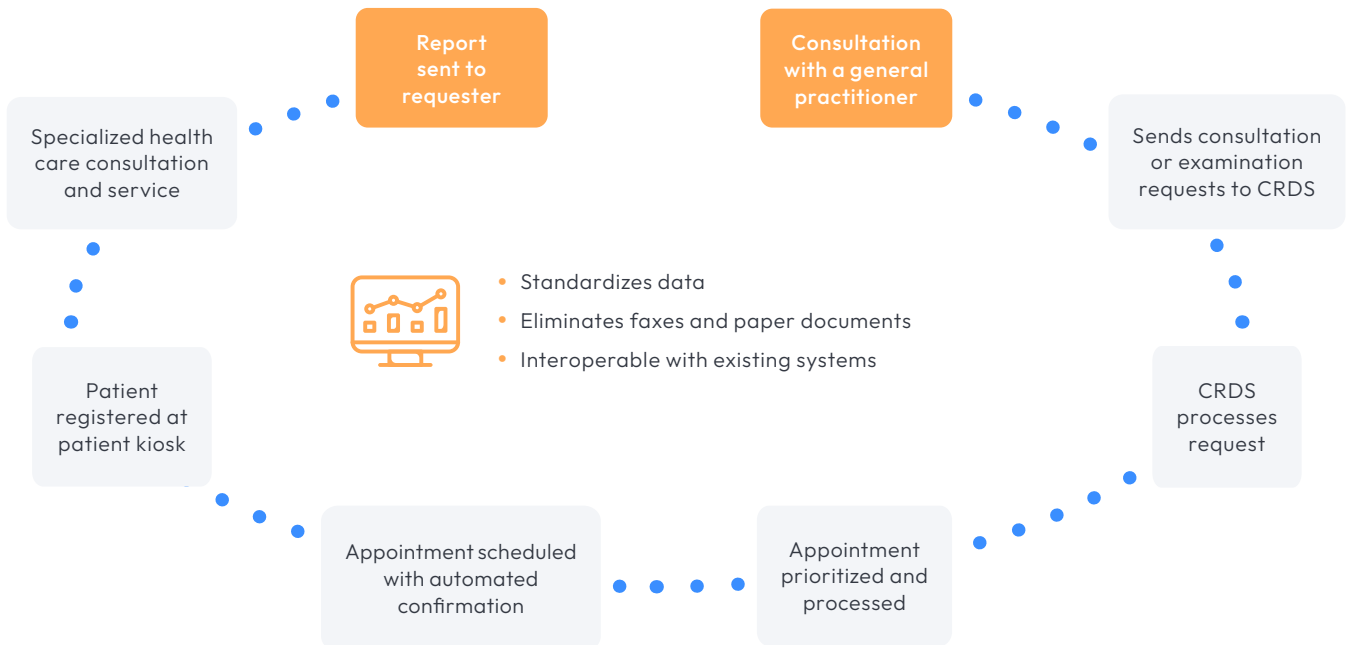 Report
sent to
requester
Consultation
with a general
practitioner
Specialized health
care consultation
and service
Sends consultation
or examination
requests to CRDS
Standardizes data
Eliminates faxes and paper documents
Interoperable with existing systems
Patient
registered at
patient kiosk
CRDS
processes
request
Appointment scheduled
with automated
confirmation
Appointment
prioritized and
processed